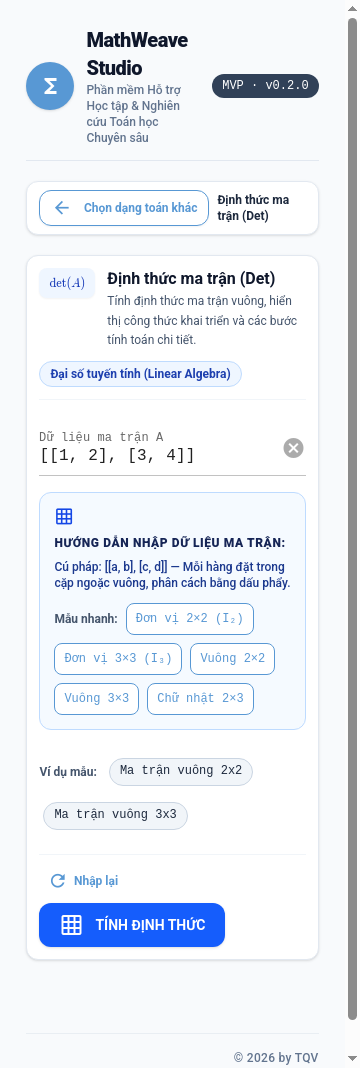 Σ
MathWeave
Studio
Phần mềm Hỗ trợ
Học tập & Nghiên
cứu Toán học
Chuyên sâu
MVP · v0.2.0
Chọn dạng toán khác
Định thức ma
trận (Det)
det(A)
Định thức ma trận (Det)
Tính định thức ma trận vuông, hiển
thị công thức khai triển và các bước
tính toán chi tiết.
Đại số tuyến tính (Linear Algebra)
Dữ liệu ma trận A
[[1, 2], [3, 4]]
HƯỚNG DẪN NHẬP DỮ LIỆU MA TRẬN:
Cú pháp: [[a, b], [c, d]] — Mỗi hàng đặt trong
cặp ngoặc vuông, phân cách bằng dấu phẩy.
Mẫu nhanh: Đơn vị 2×2 (I₂)
Đơn vị 3×3 (I₃) Vuông 2×2
Vuông 3×3 Chữ nhật 2×3
Ví dụ mẫu: Ma trận vuông 2x2
Ma trận vuông 3x3
Nhập lại
TÍNH ĐỊNH THỨC
© 2026 by TQV